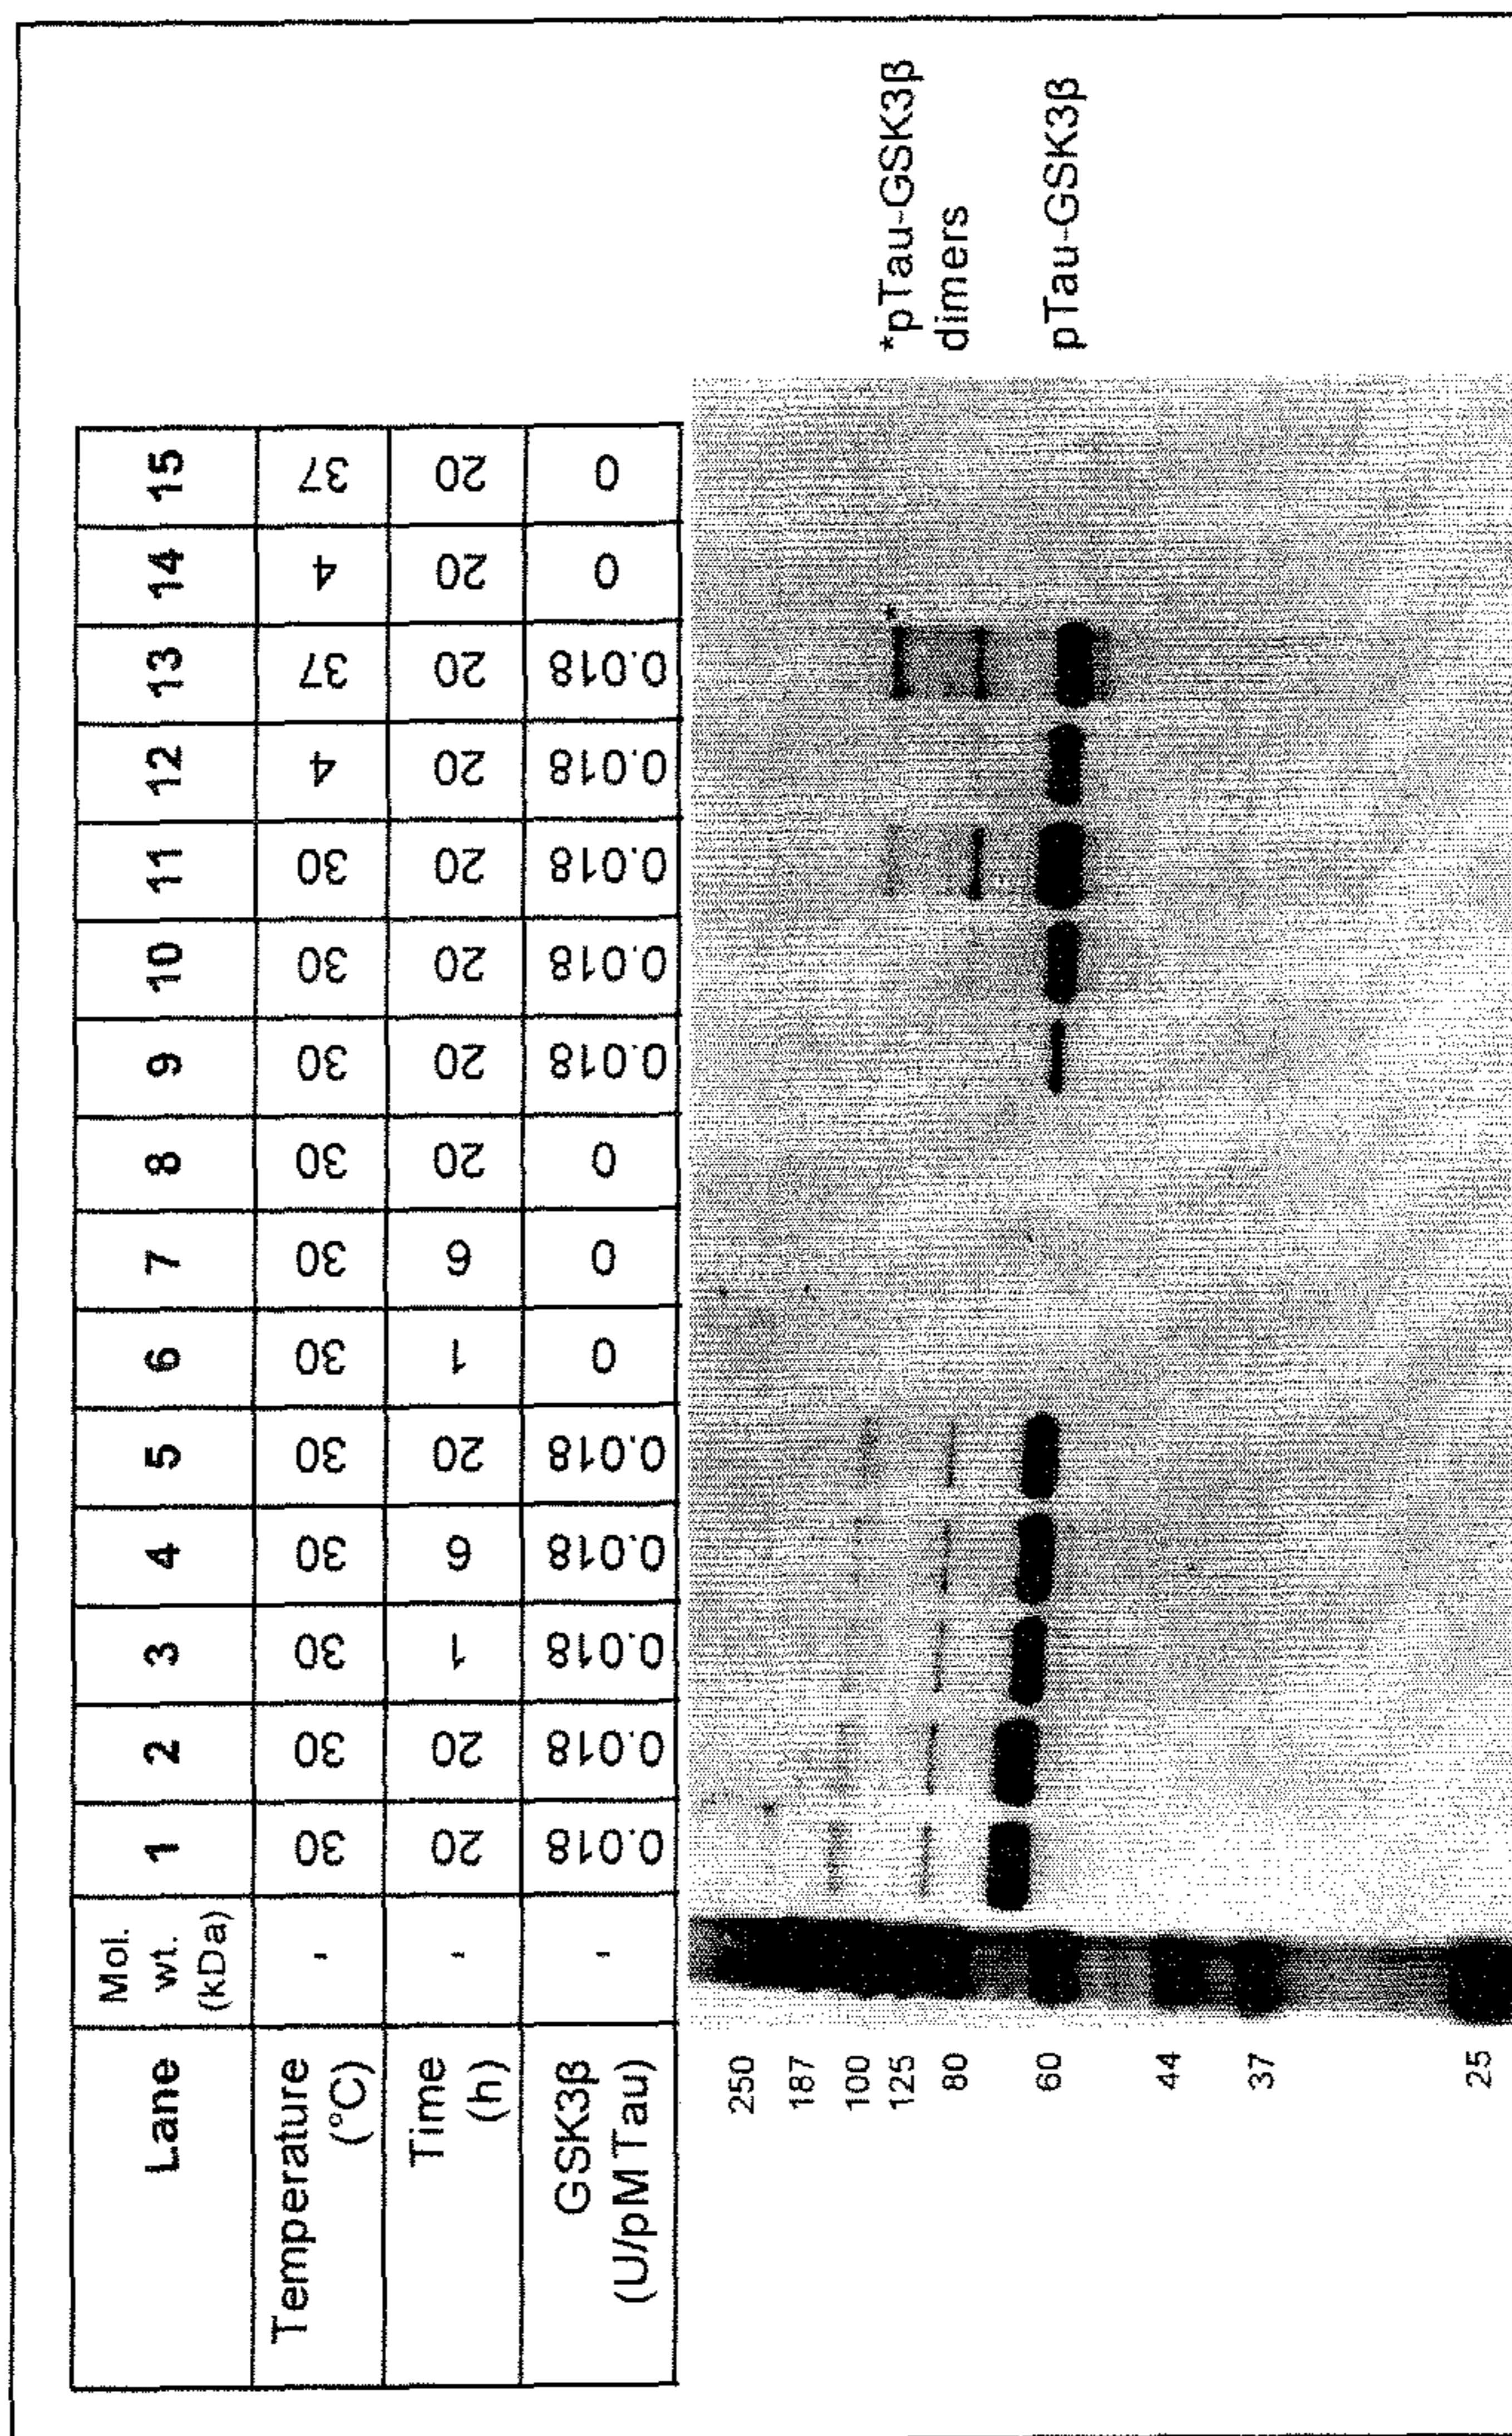 Lane Mol. wt. (kDa) 1 2 3 4 5 6 7 8 9 10 11 12 13 14 15
Temperature (°C) - 30 30 30 30 30 30 30 30 30 30 30 4 37 4 37
Time (h) - 20 20 1 6 20 1 6 20 20 20 20 20 20 20 20
GSK3β (U/pM Tau) - 0.018 0.018 0.018 0.018 0.018 0 0 0 0.018 0.018 0.018 0.018 0.018 0 0
250
187
100
125
80
60
44
37
25
*
*pTau-GSK3β
dimers
pTau-GSK3β